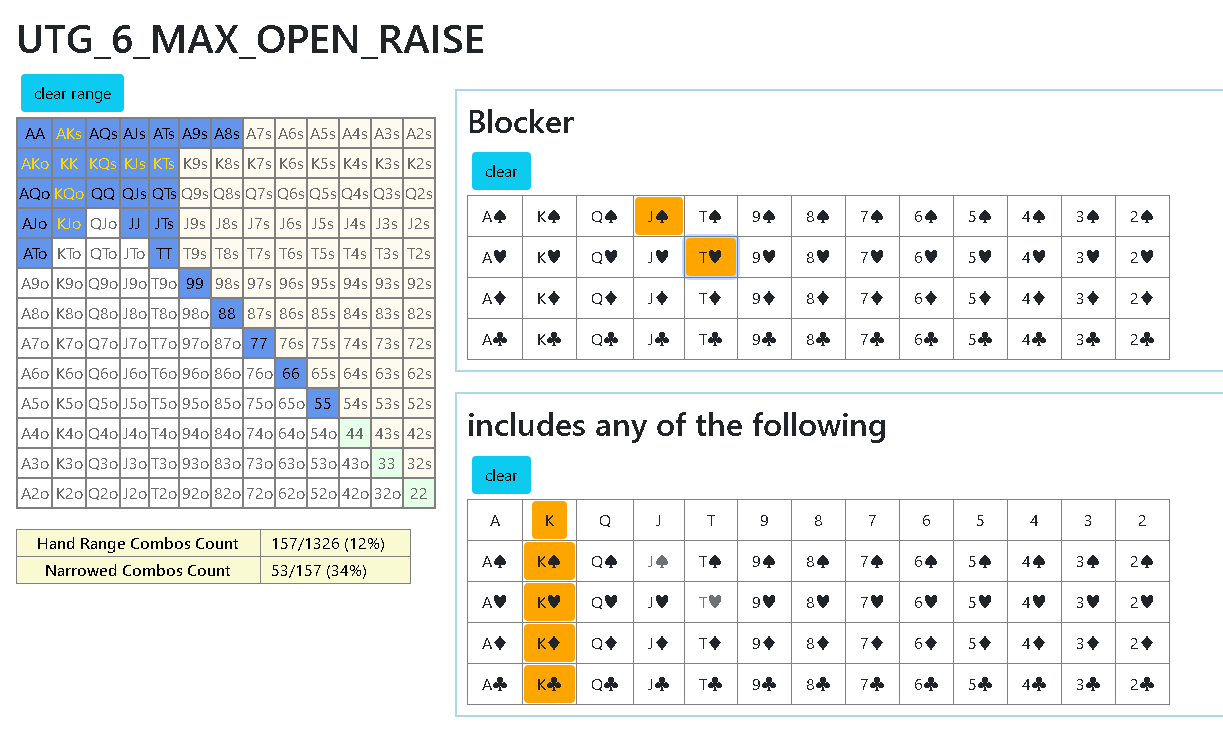 UTG_6_MAX_OPEN_RAISE
clear range
AA AKs AQs AJs ATs A9s A8s A7s A6s A5s A4s A3s A2s
AKo KK KQs KJs KTs K9s K8s K7s K6s K5s K4s K3s K2s
AQo KQo QQ QJs QTs Q9s Q8s Q7s Q6s Q5s Q4s Q3s Q2s
AJo KJo QJo JJ JTs J9s J8s J7s J6s J5s J4s J3s J2s
ATo KTo QTo JTo TT T9s T8s T7s T6s T5s T4s T3s T2s
A9o K9o Q9o J9o T9o 99 98s 97s 96s 95s 94s 93s 92s
A8o K8o Q8o J8o T8o 98o 88 87s 86s 85s 84s 83s 82s
A7o K7o Q7o J7o T7o 97o 87o 77 76s 75s 74s 73s 72s
A6o K6o Q6o J6o T6o 96o 86o 76o 66 65s 64s 63s 62s
A5o K5o Q5o J5o T5o 95o 85o 75o 65o 55 54s 53s 52s
A4o K4o Q4o J4o T4o 94o 84o 74o 64o 54o 44 43s 42s
A3o K3o Q3o J3o T3o 93o 83o 73o 63o 53o 43o 33 32s
A2o K2o Q2o J2o T2o 92o 82o 72o 62o 52o 42o 32o 22
Hand Range Combos Count 157/1326 (12%)
Narrowed Combos Count 53/157 (34%)
Blocker
clear
A♠ K♠ Q♠ J♠ T♠ 9♠ 8♠ 7♠ 6♠ 5♠ 4♠ 3♠ 2♠
A♥ K♥ Q♥ J♥ T♥ 9♥ 8♥ 7♥ 6♥ 5♥ 4♥ 3♥ 2♥
A♦ K♦ Q♦ J♦ T♦ 9♦ 8♦ 7♦ 6♦ 5♦ 4♦ 3♦ 2♦
A♣ K♣ Q♣ J♣ T♣ 9♣ 8♣ 7♣ 6♣ 5♣ 4♣ 3♣ 2♣
includes any of the following
clear
A K Q J T 9 8 7 6 5 4 3 2
A♠ K♠ Q♠ J♠ T♠ 9♠ 8♠ 7♠ 6♠ 5♠ 4♠ 3♠ 2♠
A♥ K♥ Q♥ J♥ T♥ 9♥ 8♥ 7♥ 6♥ 5♥ 4♥ 3♥ 2♥
A♦ K♦ Q♦ J♦ T♦ 9♦ 8♦ 7♦ 6♦ 5♦ 4♦ 3♦ 2♦
A♣ K♣ Q♣ J♣ T♣ 9♣ 8♣ 7♣ 6♣ 5♣ 4♣ 3♣ 2♣